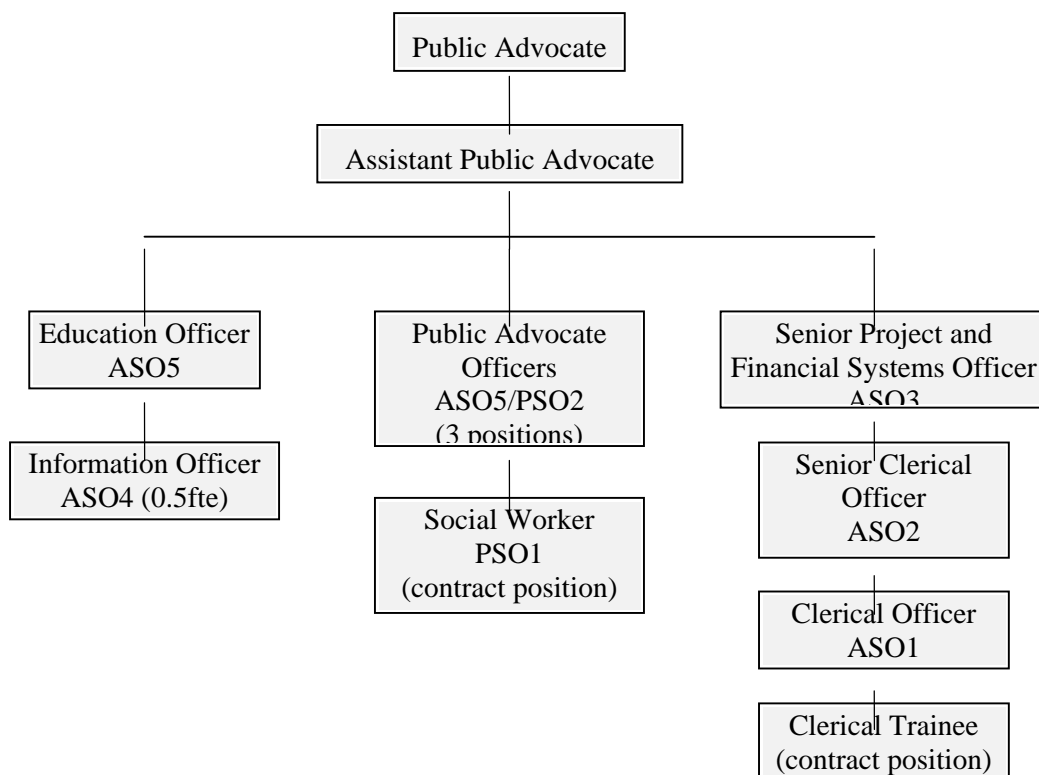 Public Advocate
Assistant Public Advocate
Education Officer
ASO5
Information Officer
ASO4 (0.5fte)
Public Advocate
Officers
ASO5/PSO2
(3 positions)
Social Worker
PSO1
(contract position)
Senior Project and
Financial Systems Officer
ASO3
Senior Clerical
Officer
ASO2
Clerical Officer
ASO1
Clerical Trainee
(contract position)